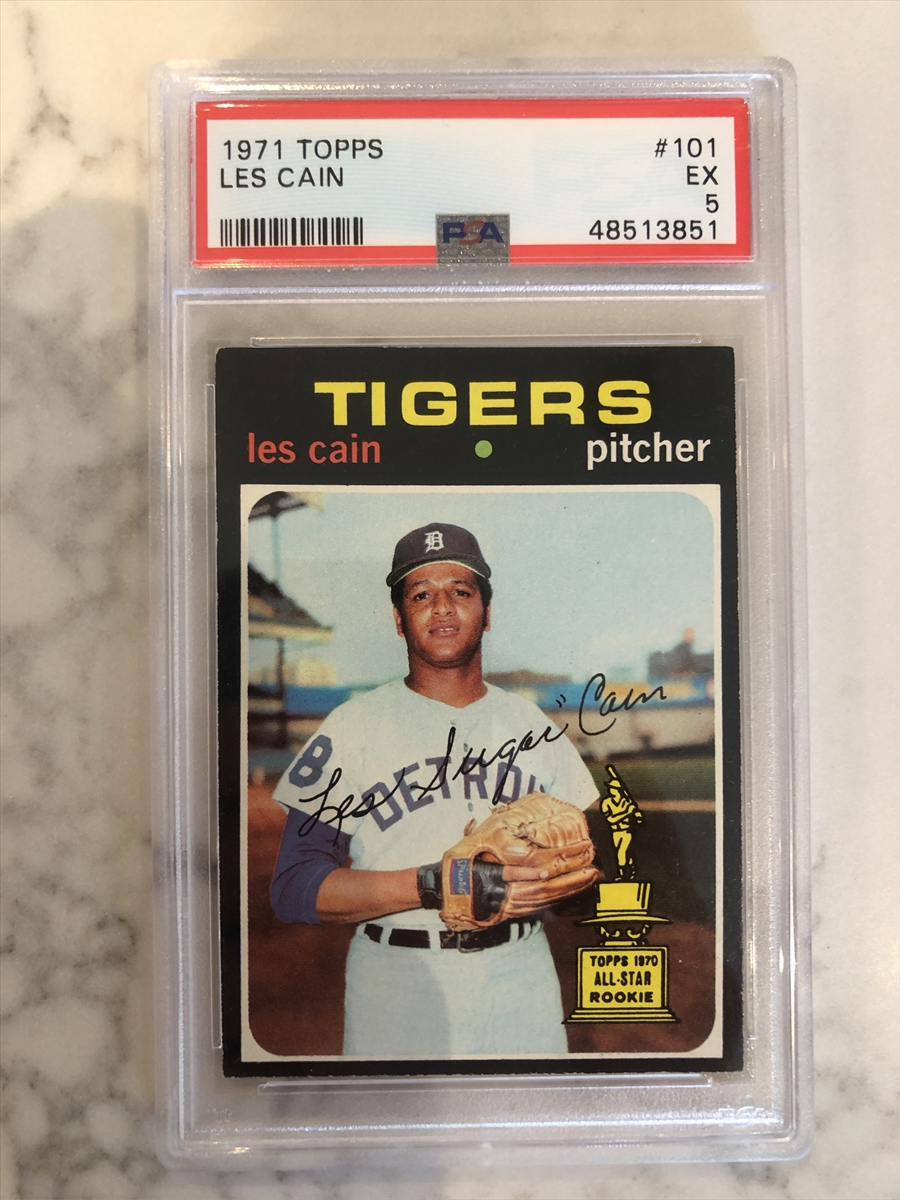 1971 TOPPS #101
LES CAIN EX
5
48513851
PSA
TIGERS
les cain pitcher
D
Les "Sugar" Cain
8
DETROI
TOPPS 1970
ALL-STAR
ROOKIE